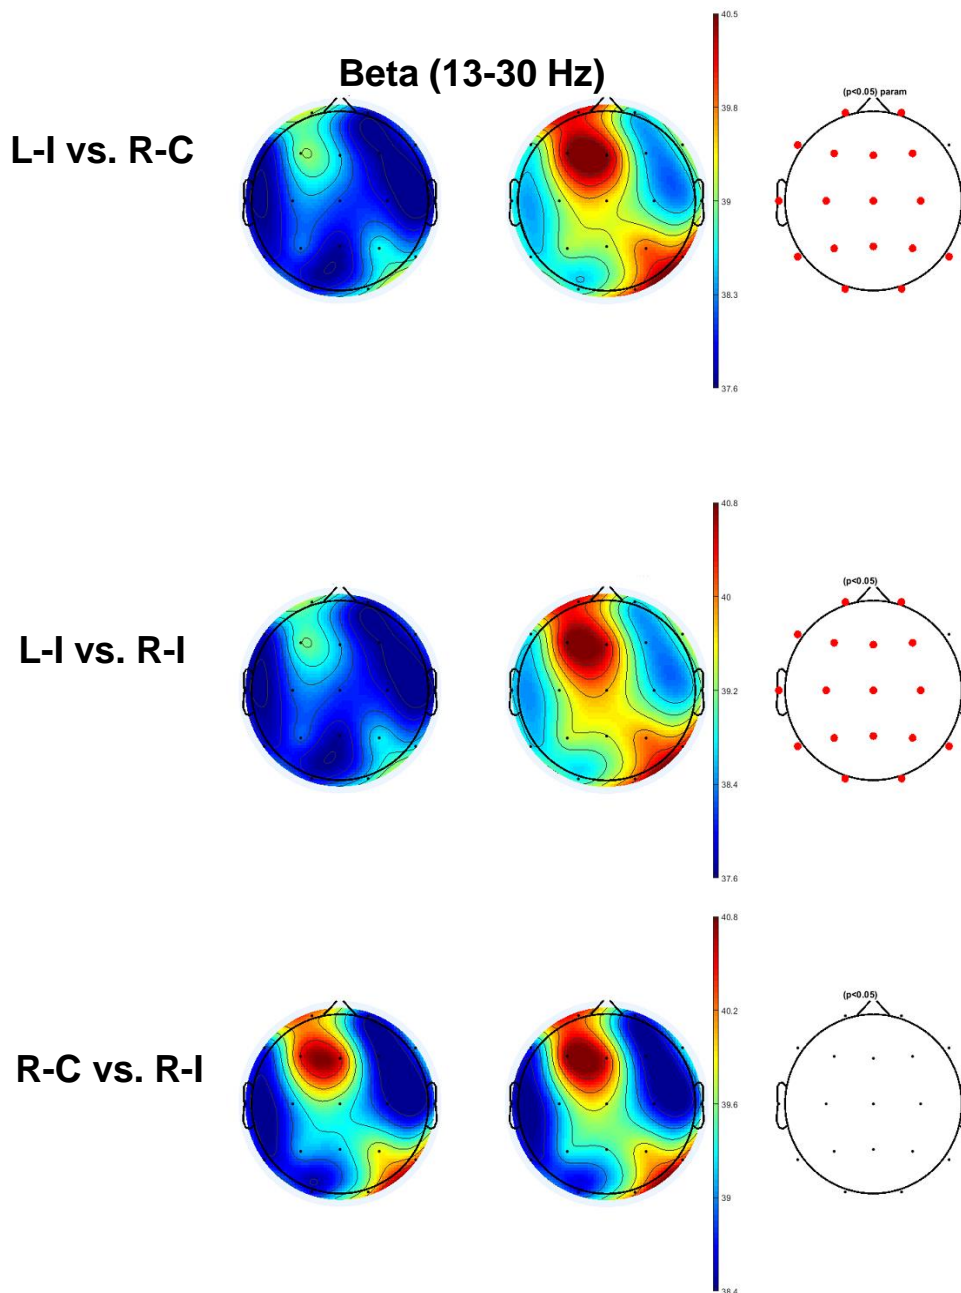 Beta (13-30 Hz)
L-I vs. R-C
40.5
39.8
39
38.3
37.6
(p<0.05) param
L-I vs. R-I
40.8
40
39.2
38.4
37.6
(p<0.05)
R-C vs. R-I
40.8
40.2
39.6
39
38.4
(p<0.05)